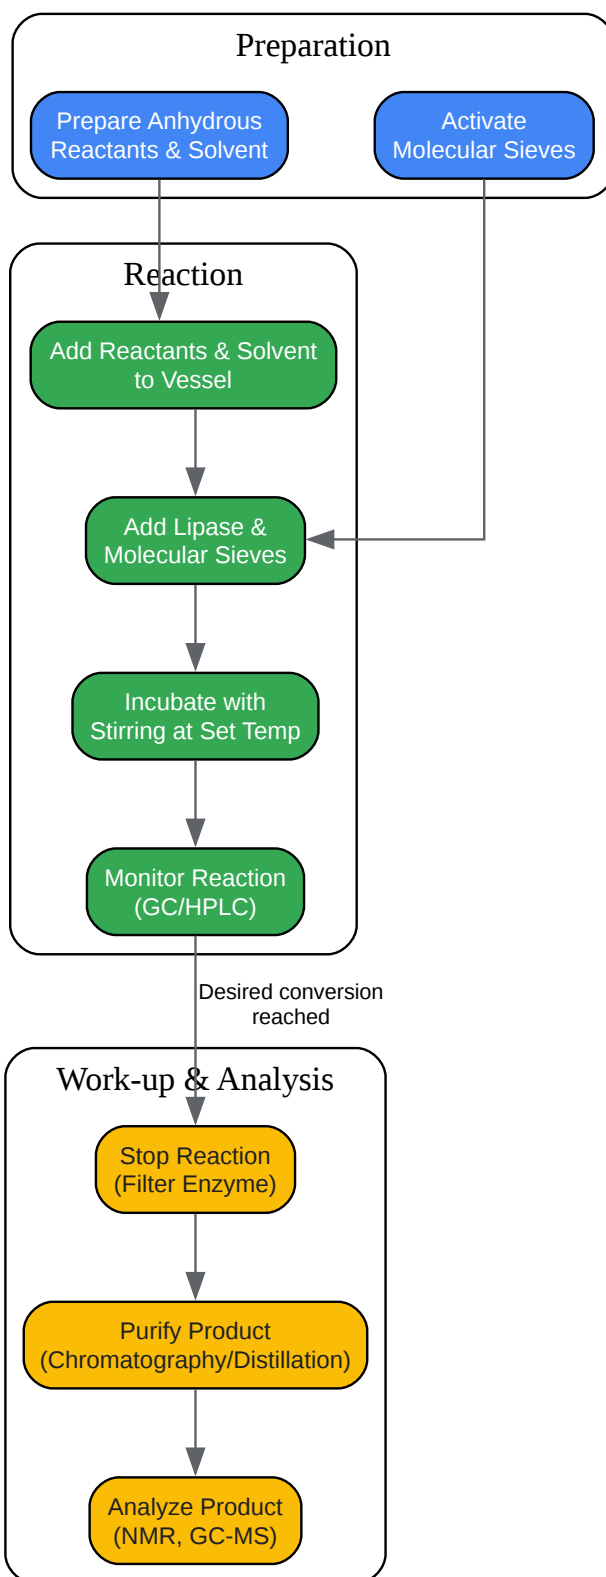 Preparation
Prepare Anhydrous
Reactants & Solvent
Activate
Molecular Sieves
Reaction
Add Reactants & Solvent
to Vessel
Add Lipase &
Molecular Sieves
Incubate with
Stirring at Set Temp
Monitor Reaction
(GC/HPLC)
Desired conversion
reached
Work-up & Analysis
Stop Reaction
(Filter Enzyme)
Purify Product
(Chromatography/Distillation)
Analyze Product
(NMR, GC-MS)